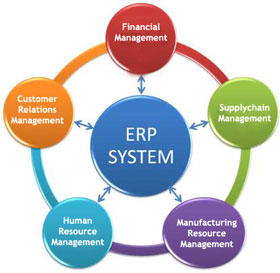 Financial
Management
Customer
Relations
Management
Supplychain
Management
ERP
SYSTEM
Human
Resource
Management
Manufacturing
Resource
Management